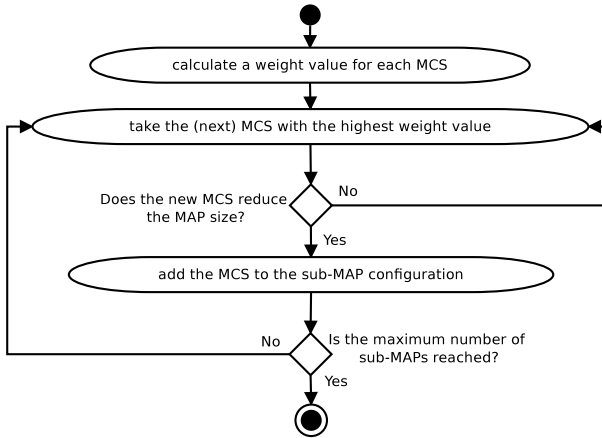 calculate a weight value for each MCS
take the (next) MCS with the highest weight value
Does the new MCS reduce
the MAP size?
No
Yes
add the MCS to the sub-MAP configuration
No
Is the maximum number of
sub-MAPs reached?
Yes